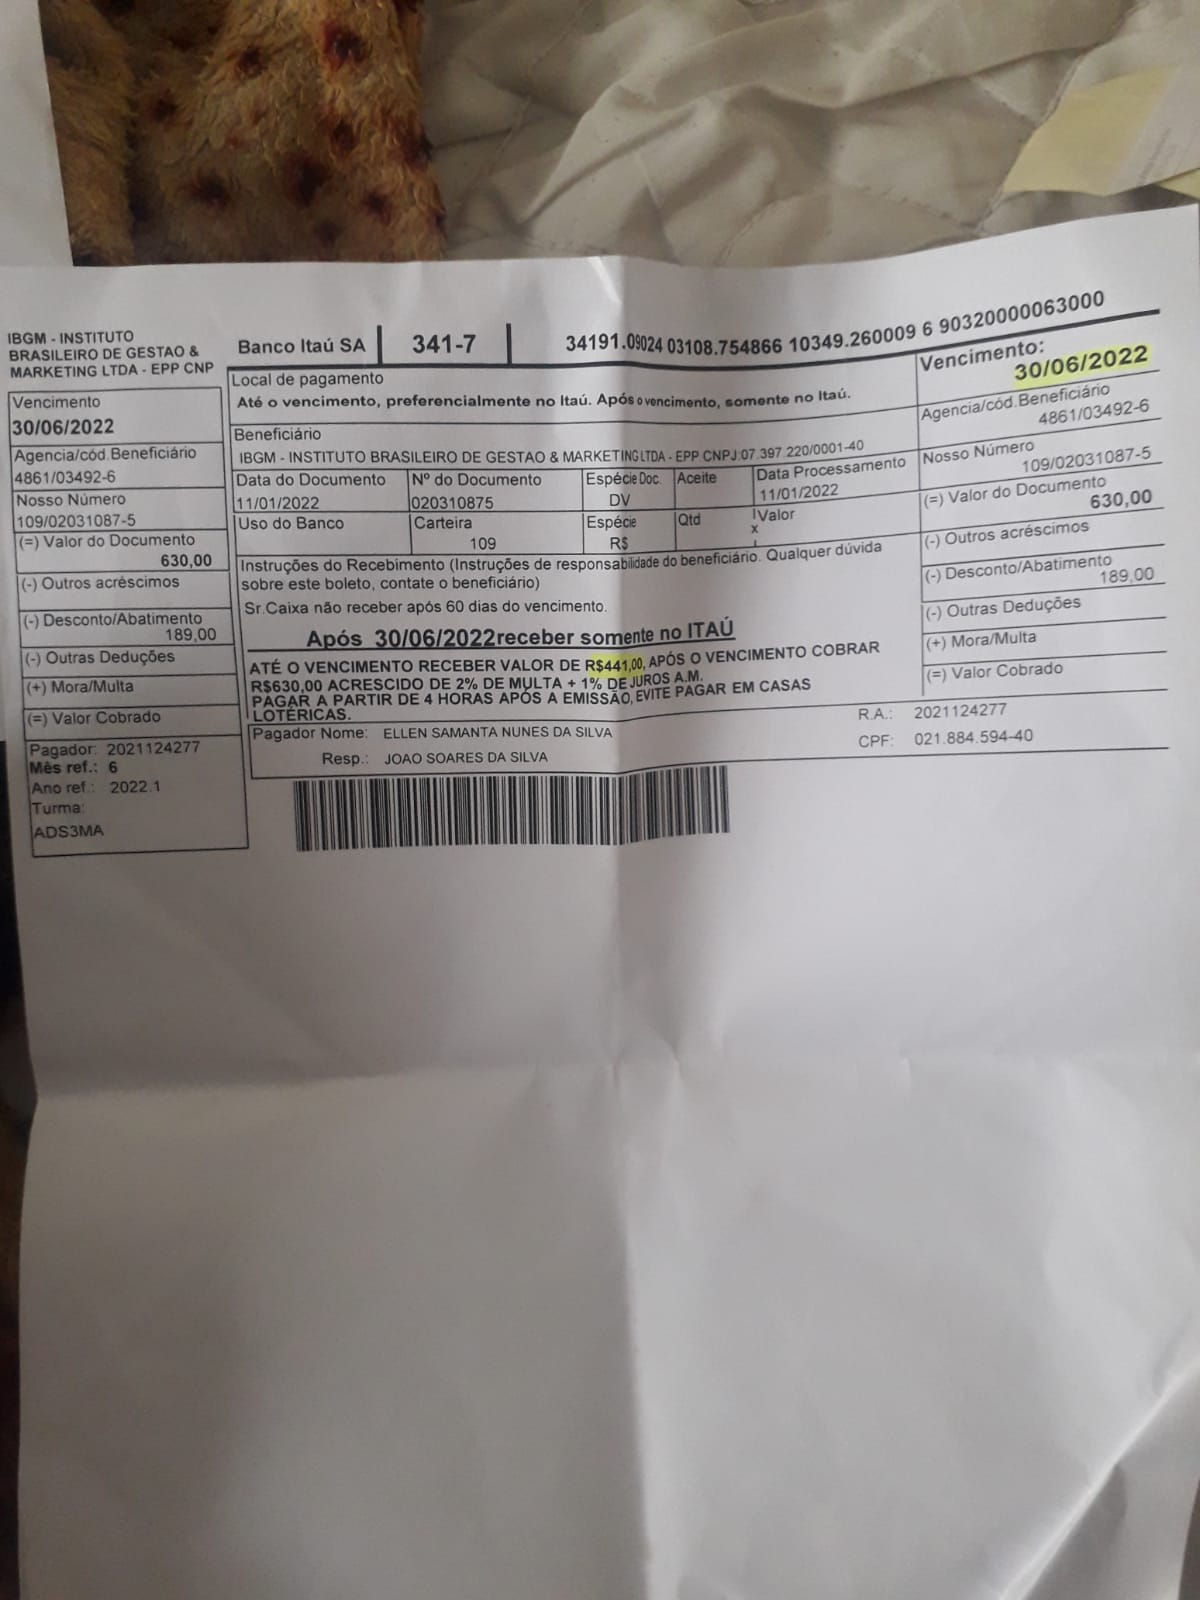 IBGM - INSTITUTO
BRASILEIRO DE GESTAO &
MARKETING LTDA - EPP CNP
Vencimento
30/06/2022
Agencia/cód.Beneficiário
4861/03492-6
Nosso Número
109/02031087-5
(=) Valor do Documento
630,00
(-) Outros acréscimos
(-) Desconto/Abatimento
189,00
(-) Outras Deduções
(+) Mora/Multa
(=) Valor Cobrado
Pagador: 2021124277
Mês ref.: 6
Ano ref.: 2022.1
Turma:
ADS3MA
Banco Itaú SA 341-7 34191.09024 03108.754866 10349.260009 6 90320000063000
Local de pagamento
Até o vencimento, preferencialmente no Itaú. Após o vencimento, somente no Itaú.
Vencimento:
30/06/2022
Beneficiário
IBGM - INSTITUTO BRASILEIRO DE GESTAO & MARKETING LTDA - EPP CNPJ:07.397.220/0001-40
Agencia/cód.Beneficiário
4861/03492-6
Data do Documento Nº do Documento Espécie Doc. Aceite Data Processamento
11/01/2022 020310875 DV 11/01/2022
Nosso Número
109/02031087-5
Uso do Banco Carteira Espécie Qtd Valor
109 R$ x
(=) Valor do Documento
630,00
Instruções do Recebimento (Instruções de responsabilidade do beneficiário. Qualquer dúvida
sobre este boleto, contate o beneficiário)
Sr.Caixa não receber após 60 dias do vencimento.
Após 30/06/2022 receber somente no ITAÚ
ATÉ O VENCIMENTO RECEBER VALOR DE R$441,00, APÓS O VENCIMENTO COBRAR
R$630,00 ACRESCIDO DE 2% DE MULTA + 1% DE JUROS A.M.
PAGAR A PARTIR DE 4 HORAS APÓS A EMISSÃO, EVITE PAGAR EM CASAS
LOTÉRICAS.
(-) Outros acréscimos
(-) Desconto/Abatimento
189,00
(-) Outras Deduções
(+) Mora/Multa
(=) Valor Cobrado
Pagador Nome: ELLEN SAMANTA NUNES DA SILVA R.A.: 2021124277
Resp.: JOAO SOARES DA SILVA CPF: 021.884.594-40